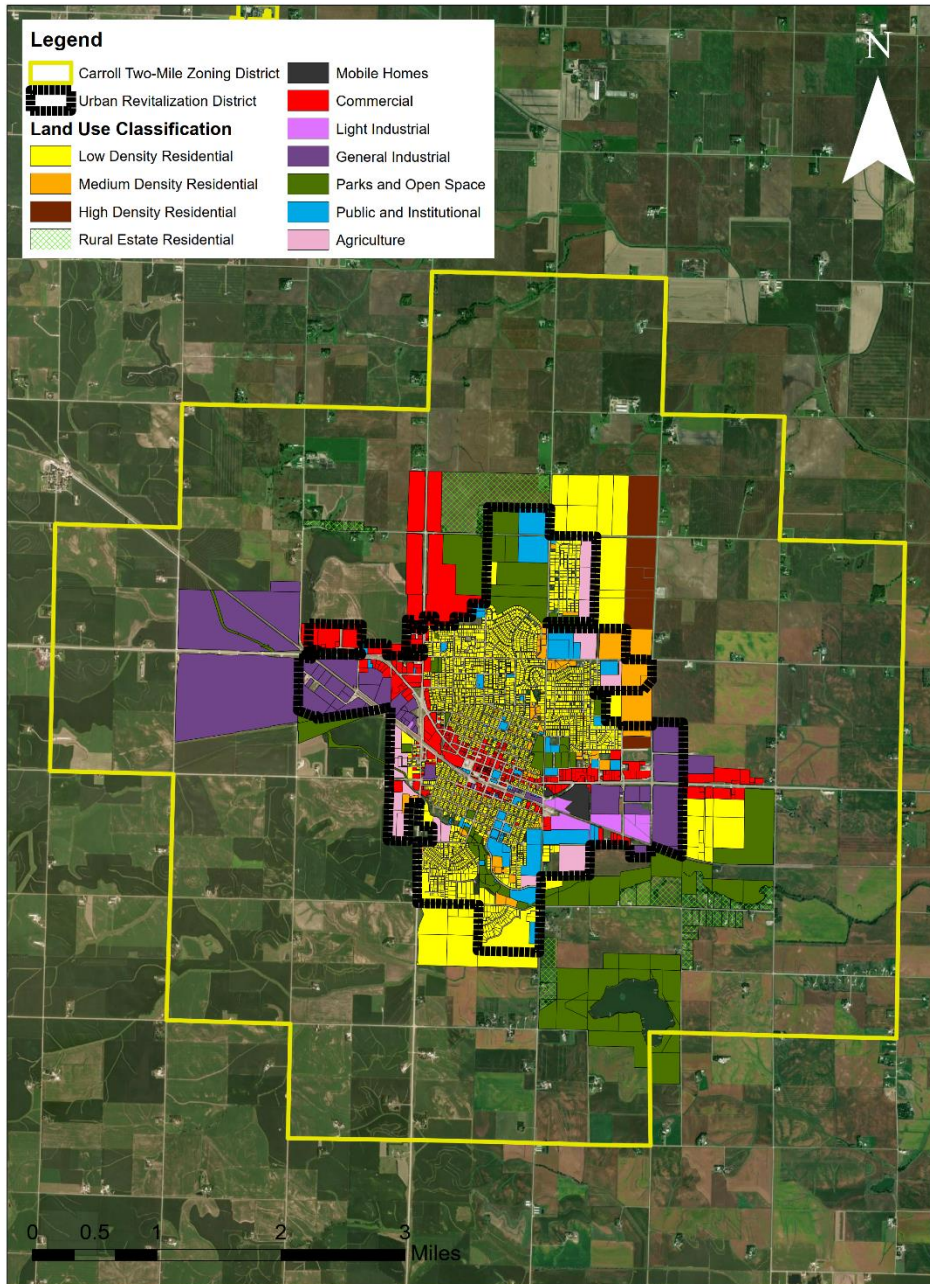 Legend
Carroll Two-Mile Zoning District
Urban Revitalization District
Land Use Classification
Low Density Residential
Medium Density Residential
High Density Residential
Rural Estate Residential
Mobile Homes
Commercial
Light Industrial
General Industrial
Parks and Open Space
Public and Institutional
Agriculture
N
0 0.5 1 2 3
Miles